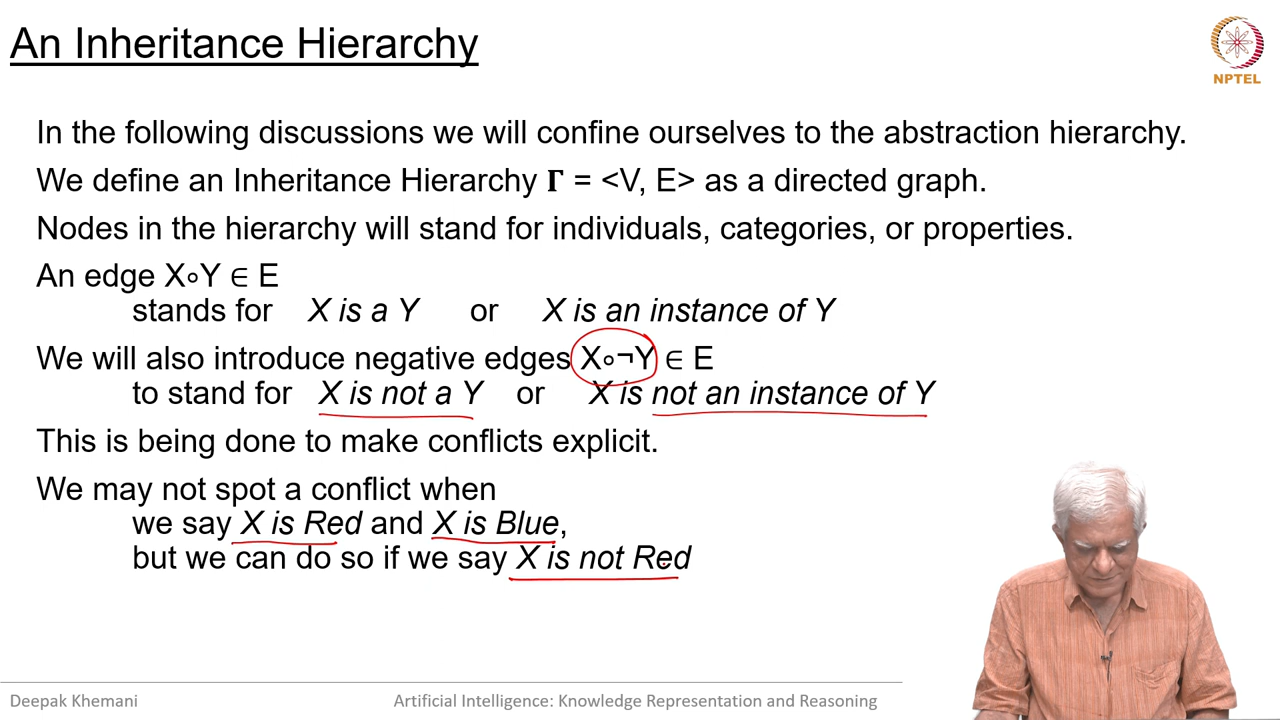 An Inheritance Hierarchy
NPTEL
In the following discussions we will confine ourselves to the abstraction hierarchy.
We define an Inheritance Hierarchy Γ = <V, E> as a directed graph.
Nodes in the hierarchy will stand for individuals, categories, or properties.
An edge X∘Y ∈ E
stands for X is a Y or X is an instance of Y
We will also introduce negative edges X∘¬Y ∈ E
to stand for X is not a Y or X is not an instance of Y
This is being done to make conflicts explicit.
We may not spot a conflict when
we say X is Red and X is Blue,
but we can do so if we say X is not Red
Deepak Khemani
Artificial Intelligence: Knowledge Representation and Reasoning